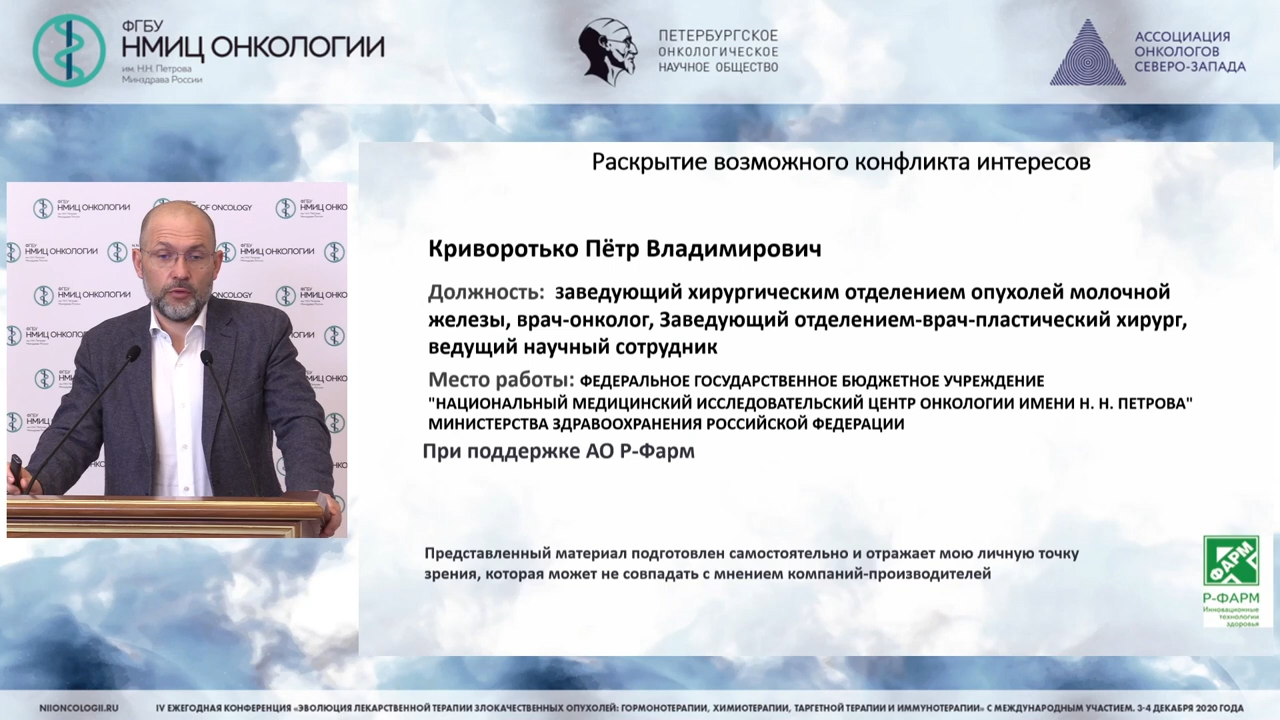 ФГБУ
НМИЦ ОНКОЛОГИИ
им. Н.Н. Петрова
Минздрава России
ПЕТЕРБУРГСКОЕ
ОНКОЛОГИЧЕСКОЕ
НАУЧНОЕ ОБЩЕСТВО
АССОЦИАЦИЯ
ОНКОЛОГОВ
СЕВЕРО-ЗАПАДА
Раскрытие возможного конфликта интересов
Криворотько Пётр Владимирович
Должность: заведующий хирургическим отделением опухолей молочной
железы, врач-онколог, Заведующий отделением-врач-пластический хирург,
ведущий научный сотрудник
Место работы: ФЕДЕРАЛЬНОЕ ГОСУДАРСТВЕННОЕ БЮДЖЕТНОЕ УЧРЕЖДЕНИЕ
"НАЦИОНАЛЬНЫЙ МЕДИЦИНСКИЙ ИССЛЕДОВАТЕЛЬСКИЙ ЦЕНТР ОНКОЛОГИИ ИМЕНИ Н. Н. ПЕТРОВА"
МИНИСТЕРСТВА ЗДРАВООХРАНЕНИЯ РОССИЙСКОЙ ФЕДЕРАЦИИ
При поддержке АО Р-Фарм
Представленный материал подготовлен самостоятельно и отражает мою личную точку
зрения, которая может не совпадать с мнением компаний-производителей
ФАРМ
Р-ФАРМ
Инновационные
технологии
здоровья
NIIONCOLOGII.RU
IV ЕЖЕГОДНАЯ КОНФЕРЕНЦИЯ «ЭВОЛЮЦИЯ ЛЕКАРСТВЕННОЙ ТЕРАПИИ ЗЛОКАЧЕСТВЕННЫХ ОПУХОЛЕЙ: ГОРМОНОТЕРАПИИ, ХИМИОТЕРАПИИ, ТАРГЕТНОЙ ТЕРАПИИ И ИММУНОТЕРАПИИ» С МЕЖДУНАРОДНЫМ УЧАСТИЕМ. 3-4 ДЕКАБРЯ 2020 ГОДА